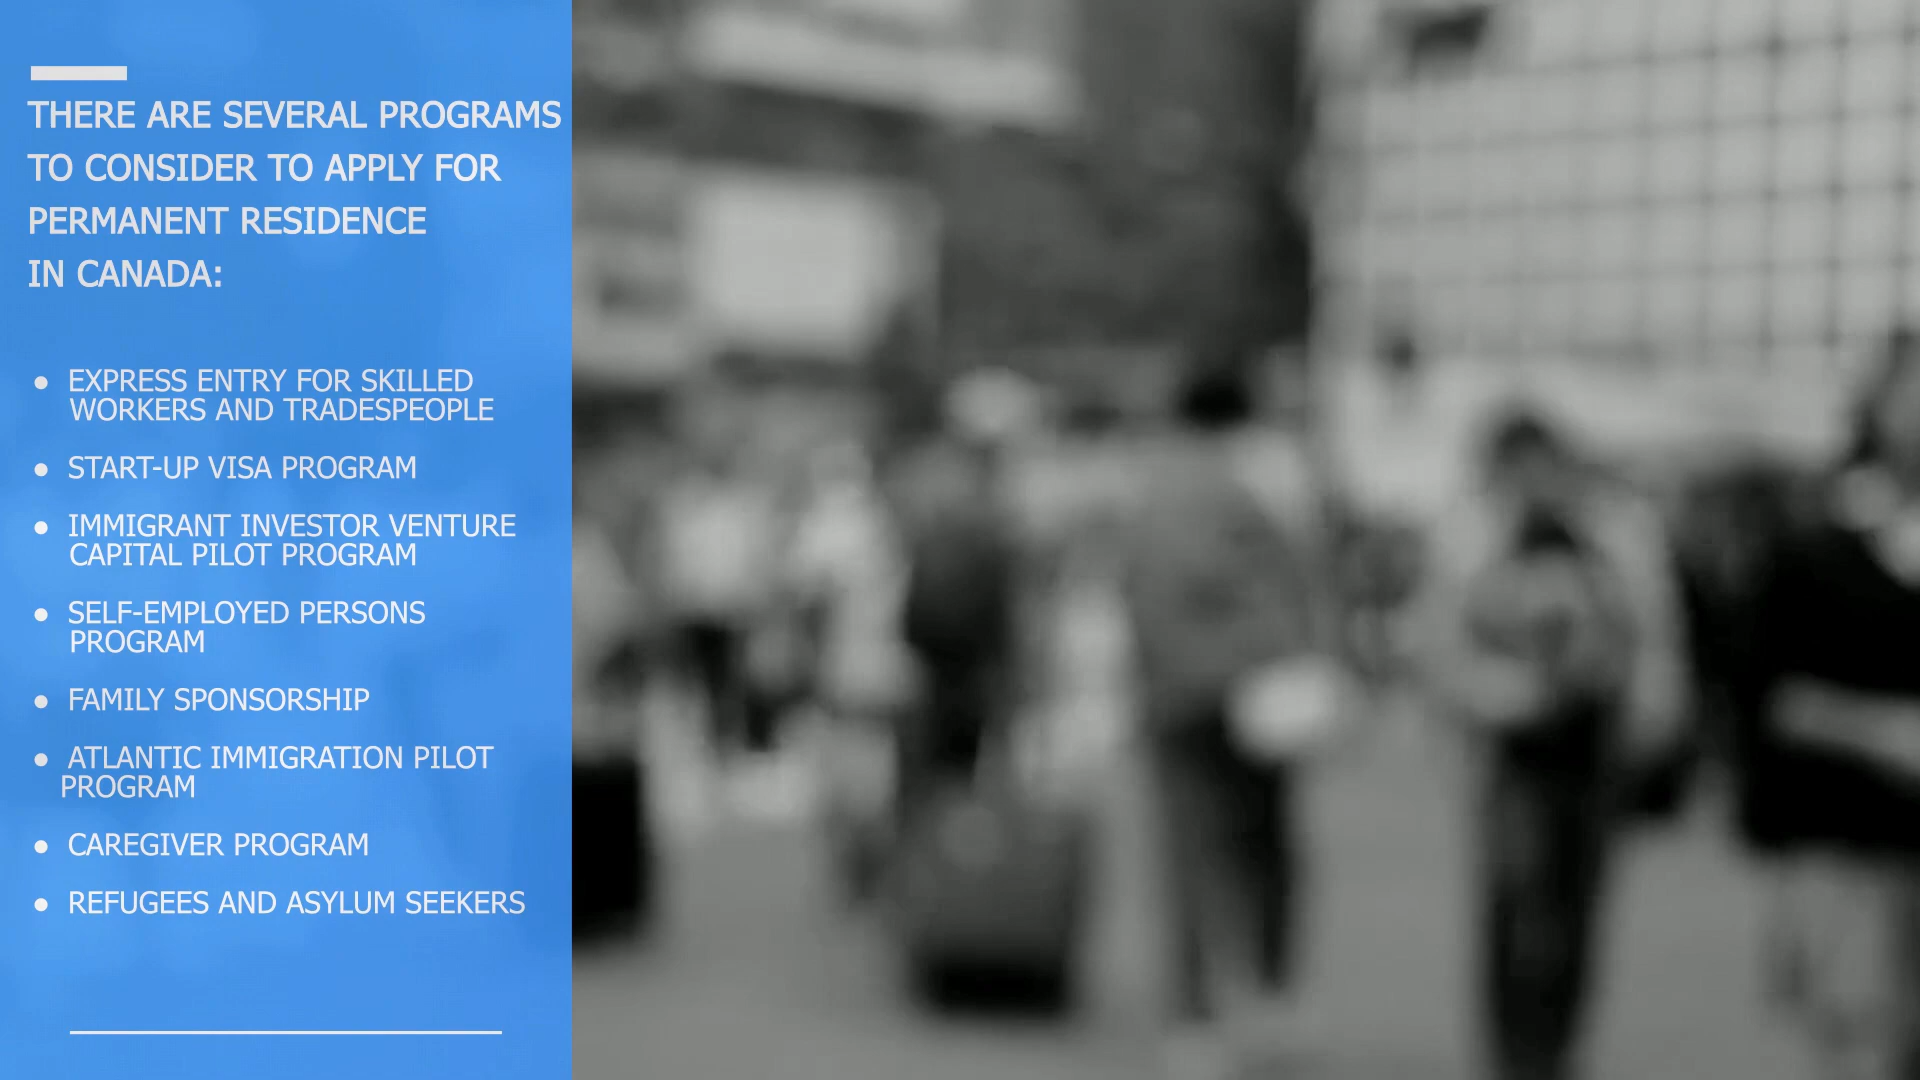 THERE ARE SEVERAL PROGRAMS
TO CONSIDER TO APPLY FOR
PERMANENT RESIDENCE
IN CANADA:
• EXPRESS ENTRY FOR SKILLED
WORKERS AND TRADESPEOPLE
• START-UP VISA PROGRAM
• IMMIGRANT INVESTOR VENTURE
CAPITAL PILOT PROGRAM
• SELF-EMPLOYED PERSONS
PROGRAM
• FAMILY SPONSORSHIP
• ATLANTIC IMMIGRATION PILOT
PROGRAM
• CAREGIVER PROGRAM
• REFUGEES AND ASYLUM SEEKERS